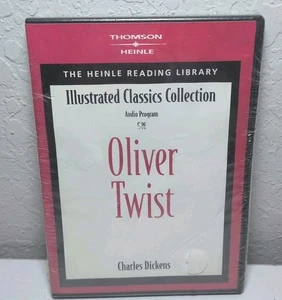 THOMSON
HEINLE
THE HEINLE READING LIBRARY
Illustrated Classics Collection
Audio Program
Oliver
Twist
Charles Dickens